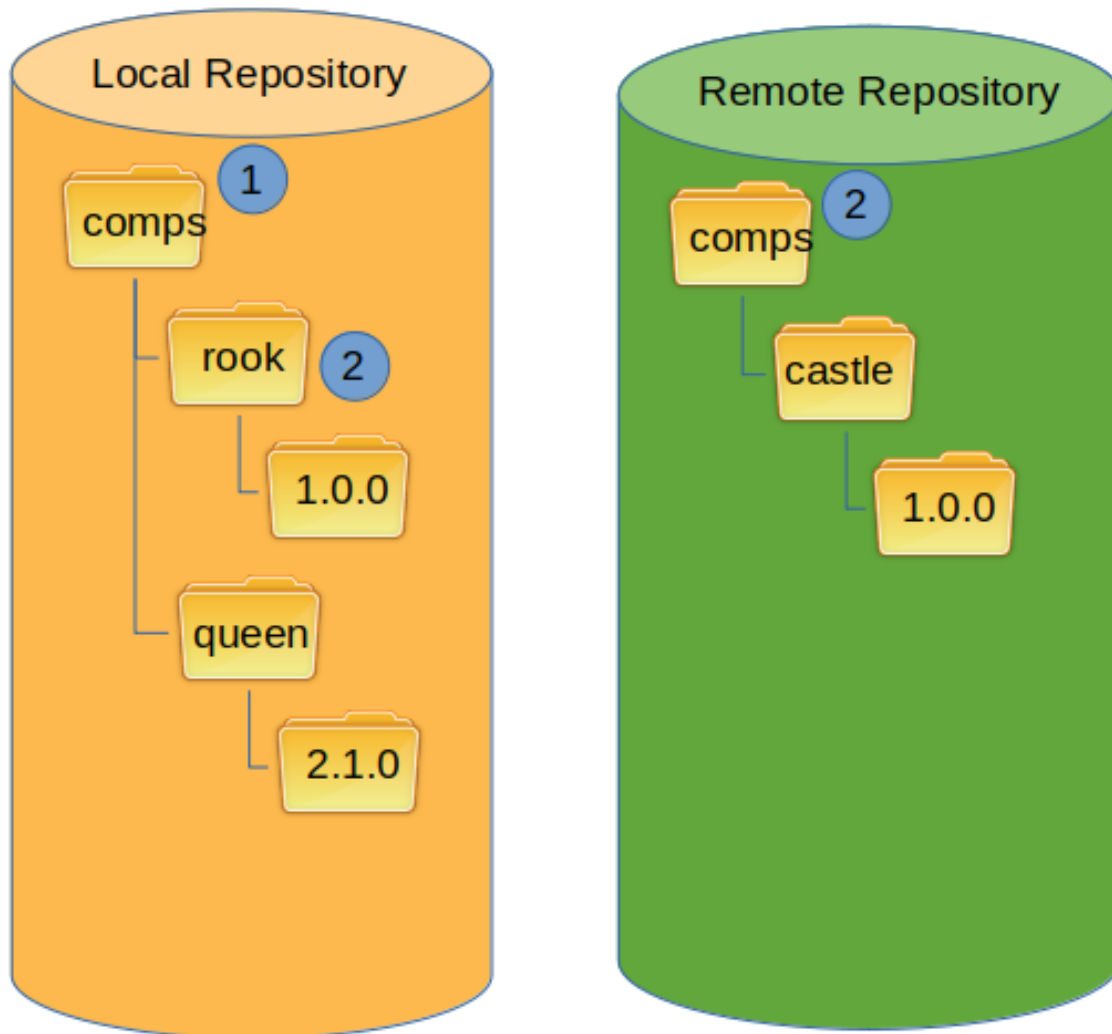 Local Repository
1
comps
rook
2
1.0.0
queen
2.1.0
Remote Repository
2
comps
castle
1.0.0